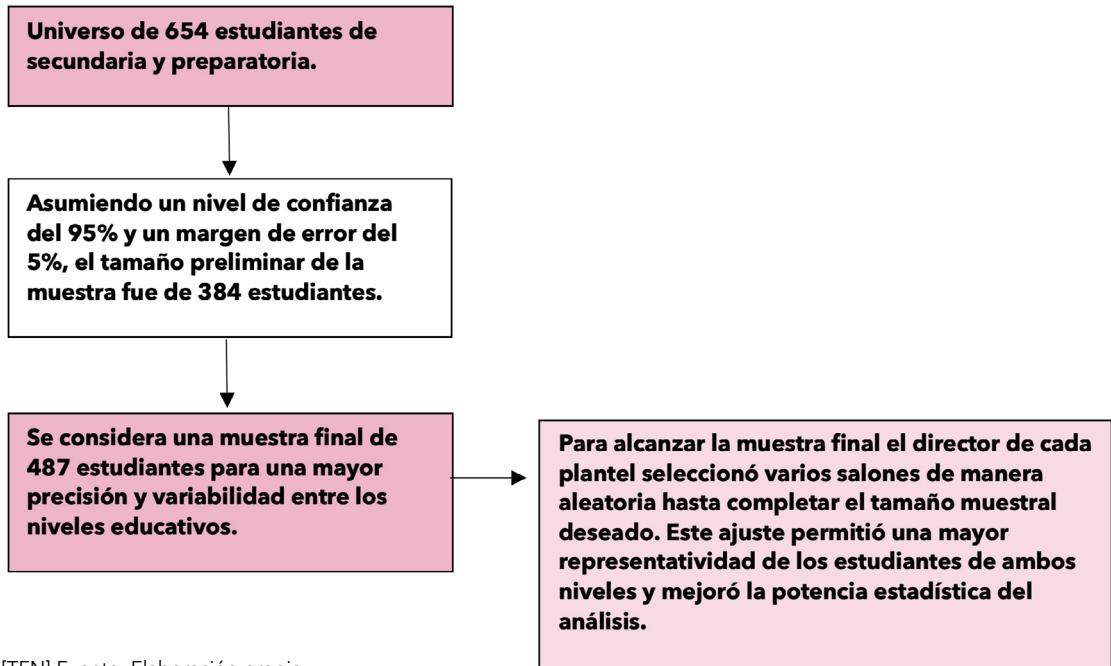 Universo de 654 estudiantes de
secundaria y preparatoria.
Asumiendo un nivel de confianza
del 95% y un margen de error del
5%, el tamaño preliminar de la
muestra fue de 384 estudiantes.
Se considera una muestra final de
487 estudiantes para una mayor
precisión y variabilidad entre los
niveles educativos.
Para alcanzar la muestra final el director de cada
plantel seleccionó varios salones de manera
aleatoria hasta completar el tamaño muestral
deseado. Este ajuste permitió una mayor
representatividad de los estudiantes de ambos
niveles y mejoró la potencia estadística del
análisis.